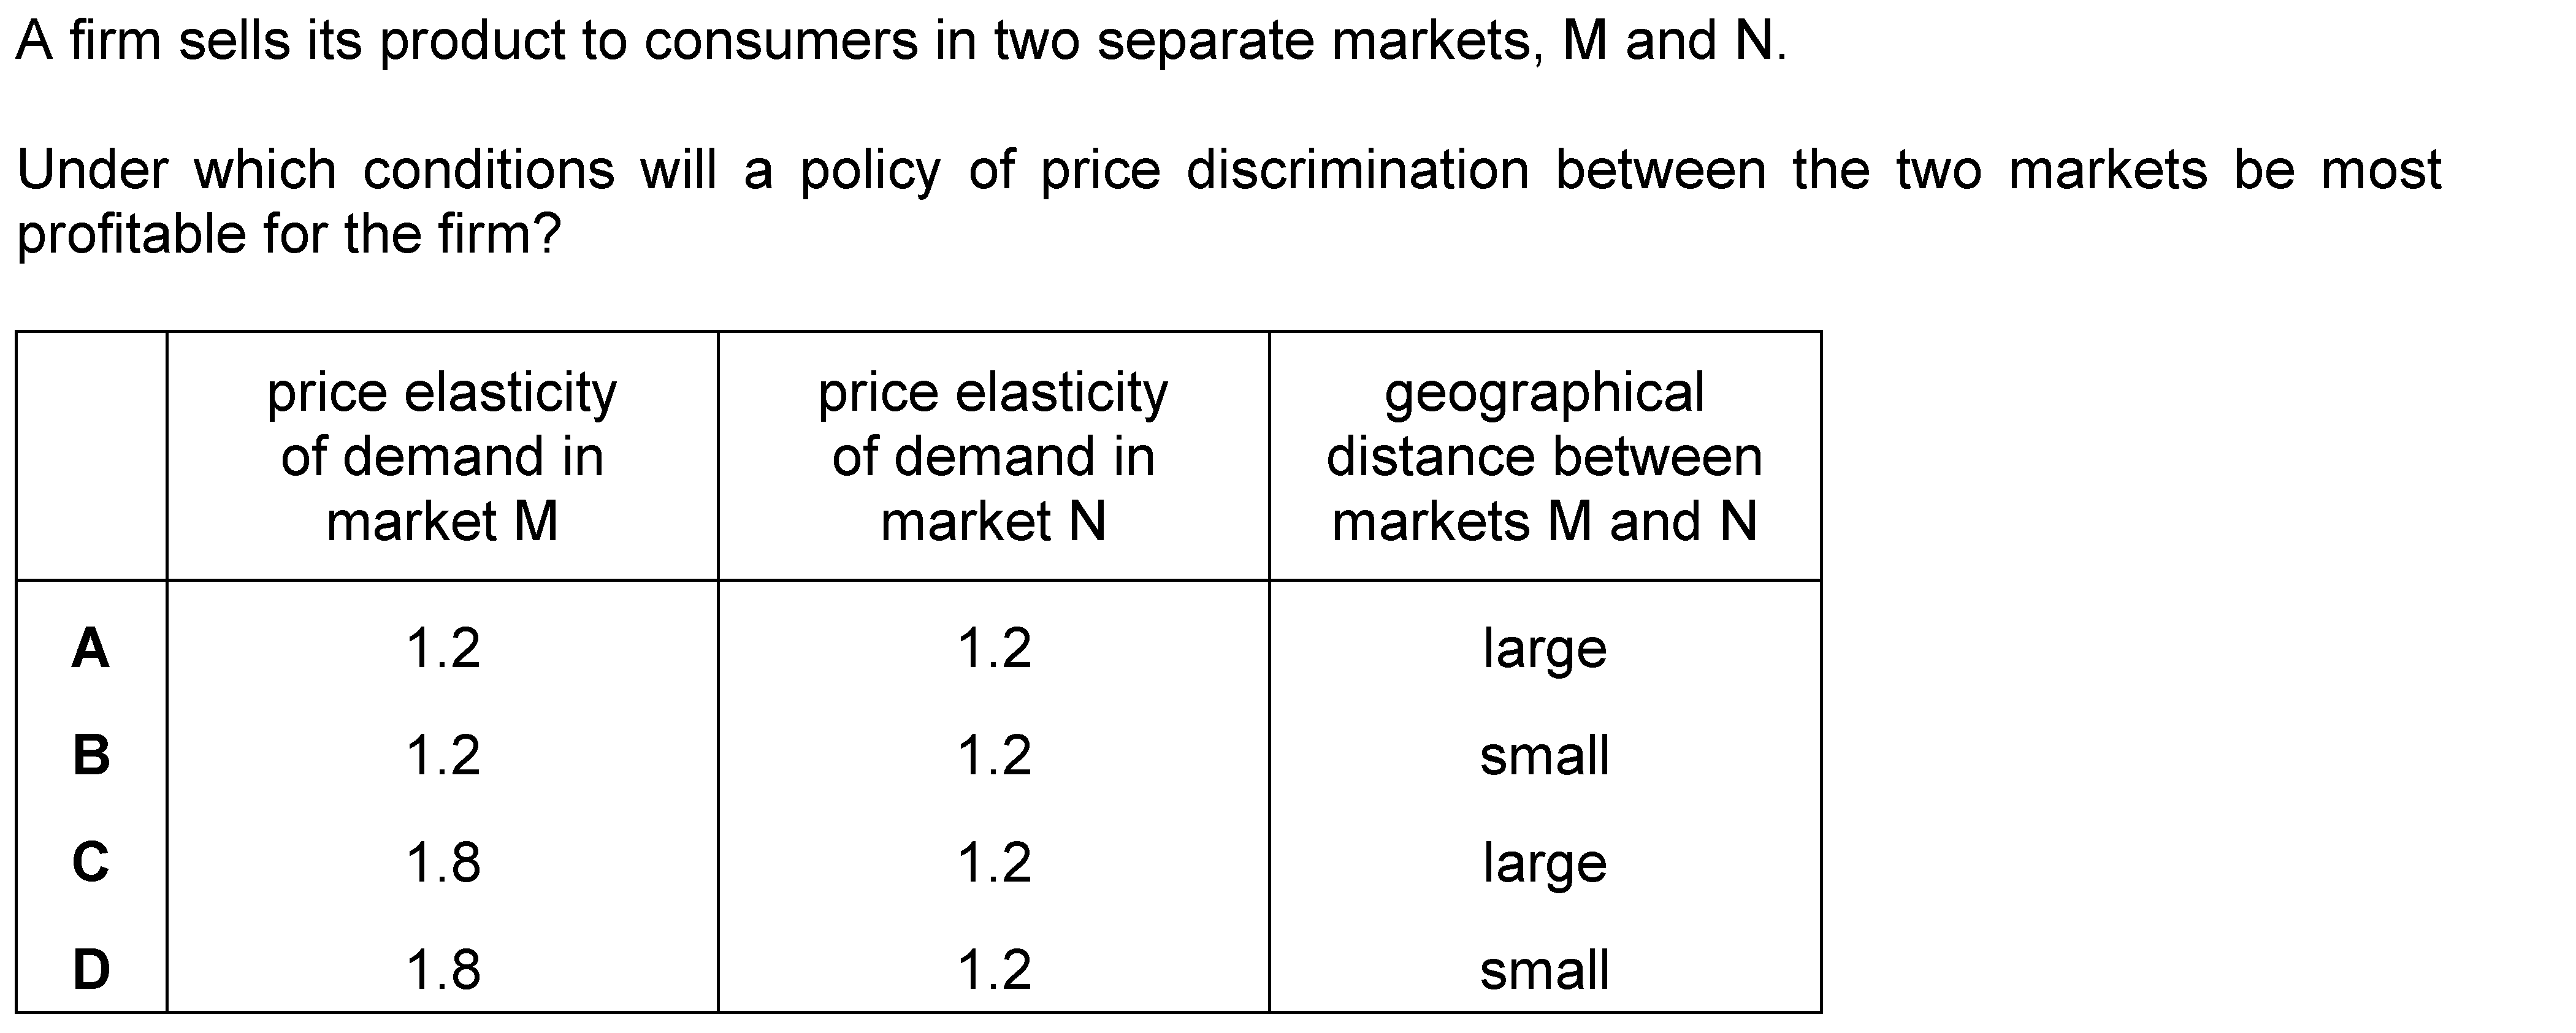 A firm sells its product to consumers in two separate markets, M and N.
Under which conditions will a policy of price discrimination between the two markets be most
profitable for the firm?
price elasticity of demand in market M
price elasticity of demand in market N
geographical distance between markets M and N
A 1.2 1.2 large
B 1.2 1.2 small
C 1.8 1.2 large
D 1.8 1.2 small